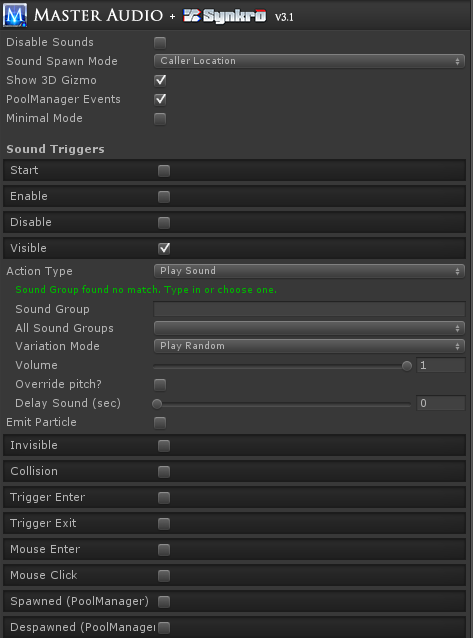 M MASTER AUDIO + Synkro v3.1
Disable Sounds
Sound Spawn Mode Caller Location
Show 3D Gizmo
PoolManager Events
Minimal Mode
Sound Triggers
Start
Enable
Disable
Visible
Action Type Play Sound
Sound Group found no match. Type in or choose one.
Sound Group
All Sound Groups
Variation Mode Play Random
Volume 1
Override pitch?
Delay Sound (sec) 0
Emit Particle
Invisible
Collision
Trigger Enter
Trigger Exit
Mouse Enter
Mouse Click
Spawned (PoolManager)
Despawned (PoolManager